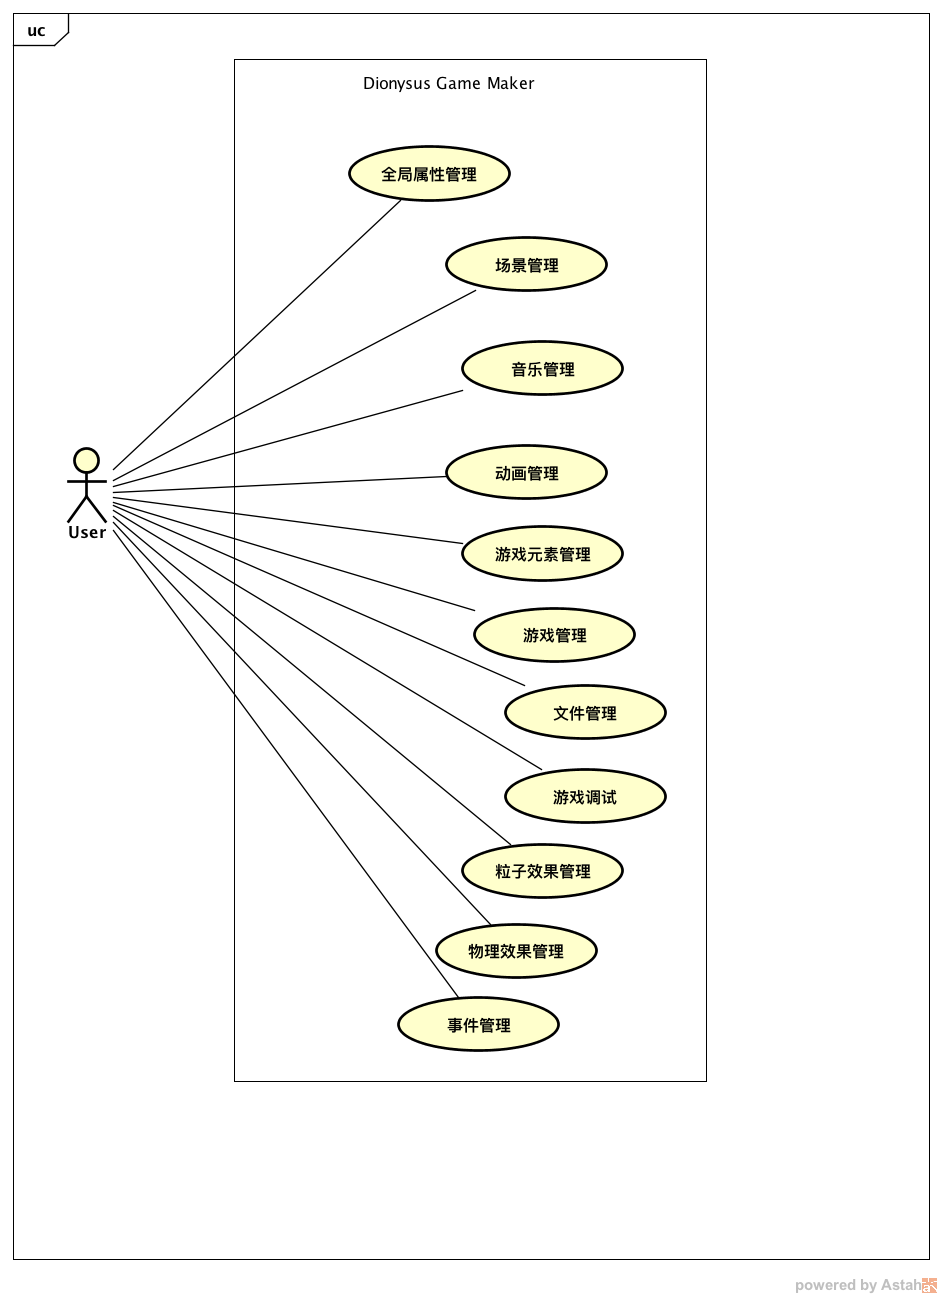 uc
Dionysus Game Maker
全局属性管理
场景管理
音乐管理
动画管理
User
游戏元素管理
游戏管理
文件管理
游戏调试
粒子效果管理
物理效果管理
事件管理
powered by Astah